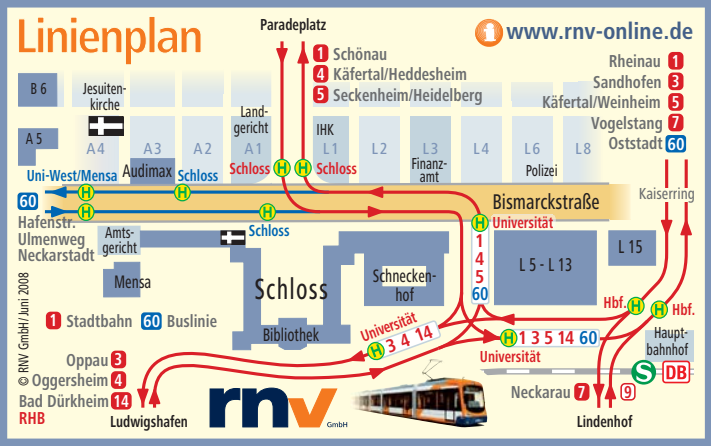 Linienplan
Paradeplatz
www.rnv-online.de
1 Schönau
4 Käfertal/Heddesheim
5 Seckenheim/Heidelberg
Rheinau 1
Sandhofen 3
Käfertal/Weinheim 5
Vogelstang 7
Oststadt 60
B 6
Jesuiten-
kirche
Land-
gericht
IHK
A 5
A 4
A 3
A 2
A 1
L 1
L 2
L 3
L 4
L 6
L 8
Audimax
Finanz-
amt
Polizei
Uni-West/Mensa
H
Schloss
H
Schloss
H
H
Schloss
Kaiserring
60
H
H
Schloss
Bismarckstraße
Hafenstr.
Ulmenweg
Neckarstadt
Amts-
gericht
H
Universität
1
4
5
60
L 5 - L 13
L 15
Mensa
Schloss
Schnecken-
hof
Bibliothek
Hbf.
H
H
Hbf.
1 Stadtbahn
60 Buslinie
Universität
H 3 4 14
H 1 3 5 14 60
Universität
Haupt-
bahnhof
S
DB
Oppau 3
Oggersheim 4
Bad Dürkheim 14
RHB
Ludwigshafen
rnv
GmbH
Neckarau 7
9
Lindenhof
© RNV GmbH/ Juni 2008